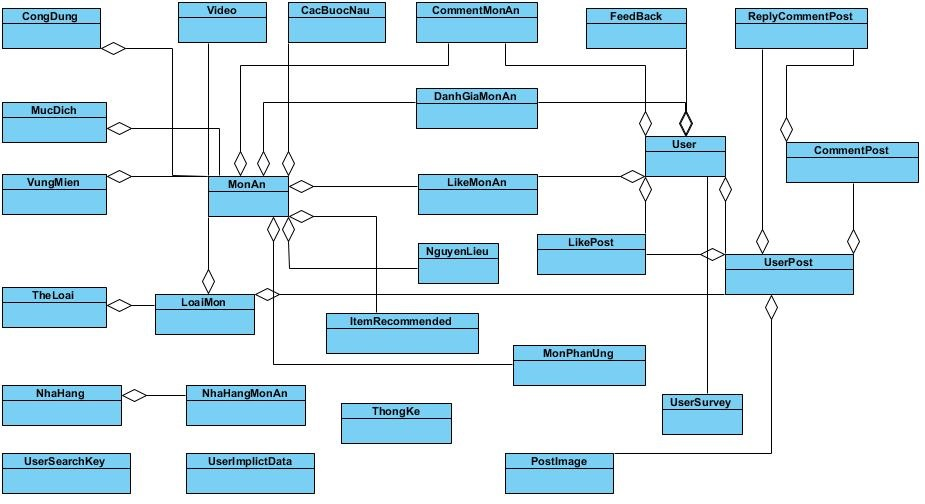 CongDung
Video
CacBuocNau
CommentMonAn
FeedBack
ReplyCommentPost
MucDich
DanhGiaMonAn
User
CommentPost
VungMien
MonAn
LikeMonAn
LikePost
NguyenLieu
UserPost
TheLoai
LoaiMon
ItemRecommended
MonPhanUng
NhaHang
NhaHangMonAn
ThongKe
UserSurvey
UserSearchKey
UserImplictData
PostImage